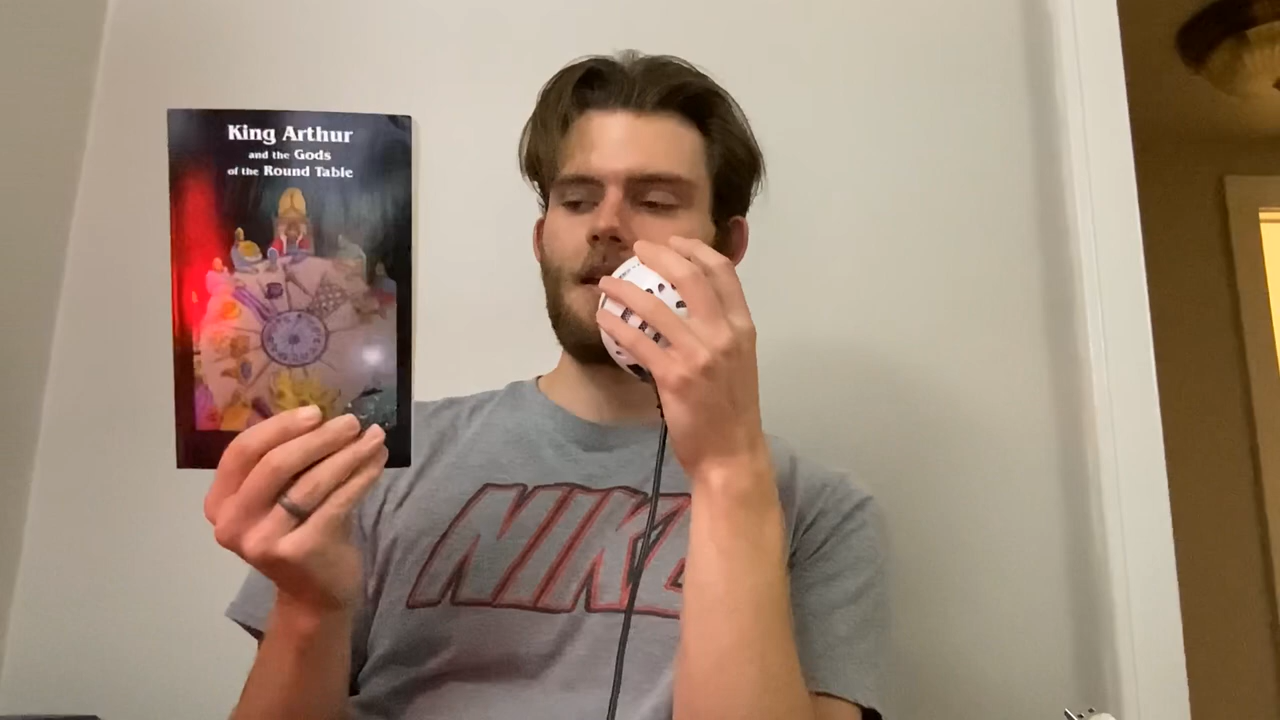 King Arthur
and the Gods
of the Round Table
NIKE